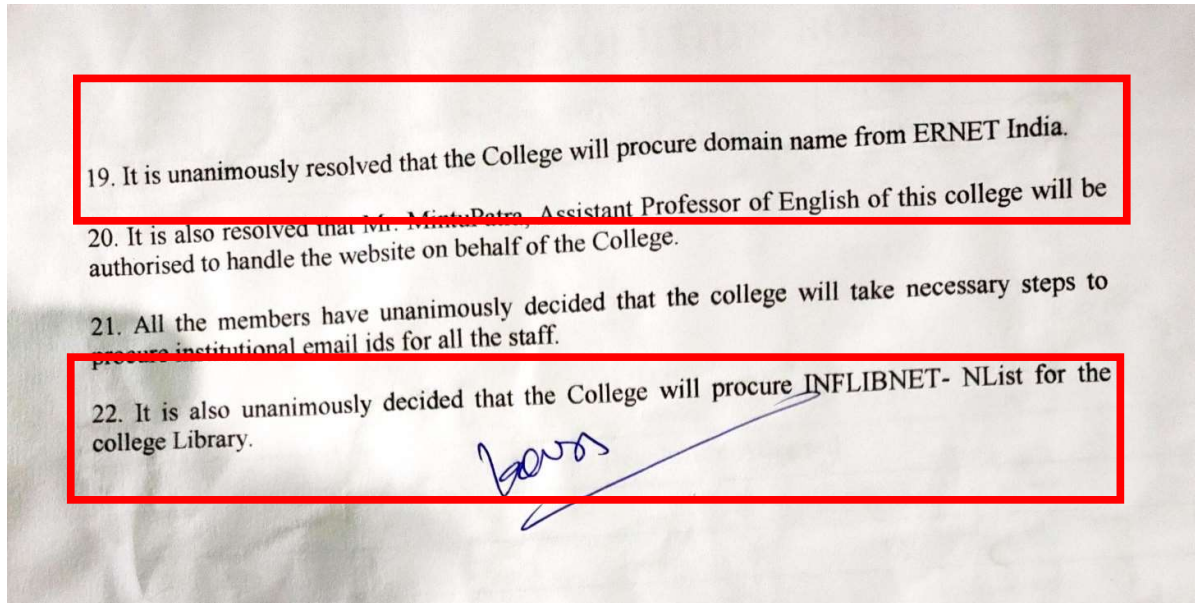 19. It is unanimously resolved that the College will procure domain name from ERNET India.
20. It is also resolved that Mr. MintuPatra, Assistant Professor of English of this college will be
authorised to handle the website on behalf of the College.
21. All the members have unanimously decided that the college will take necessary steps to
procure institutional email ids for all the staff.
22. It is also unanimously decided that the College will procure INFLIBNET- NList for the
college Library.